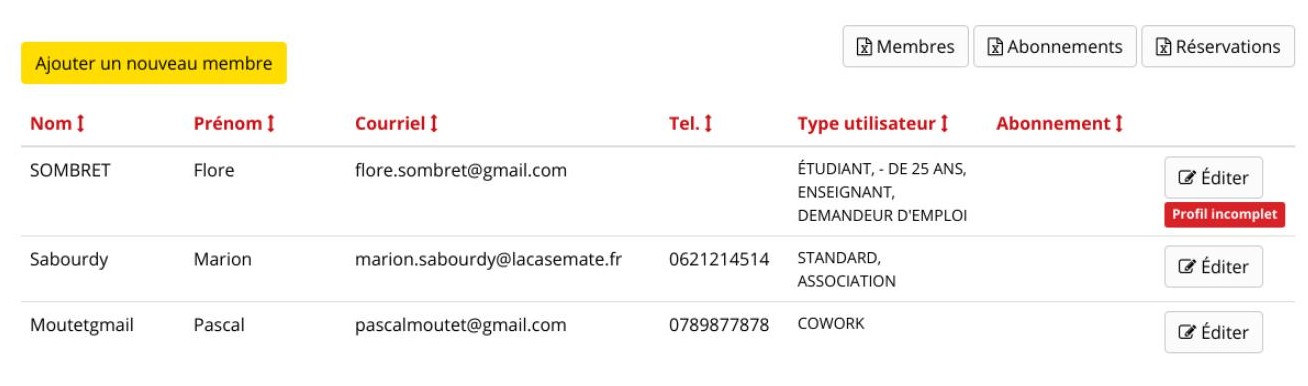 Ajouter un nouveau membre
Membres Abonnements Réservations
Nom Prénom Courriel Tel. Type utilisateur Abonnement
SOMBRET Flore flore.sombret@gmail.com ÉTUDIANT, - DE 25 ANS, Éditer
ENSEIGNANT,
DEMANDEUR D'EMPLOI Profil incomplet
Sabourdy Marion marion.sabourdy@lacasemate.fr 0621214514 STANDARD, Éditer
ASSOCIATION
Moutetgmail Pascal pascalmoutet@gmail.com 0789877878 COWORK Éditer